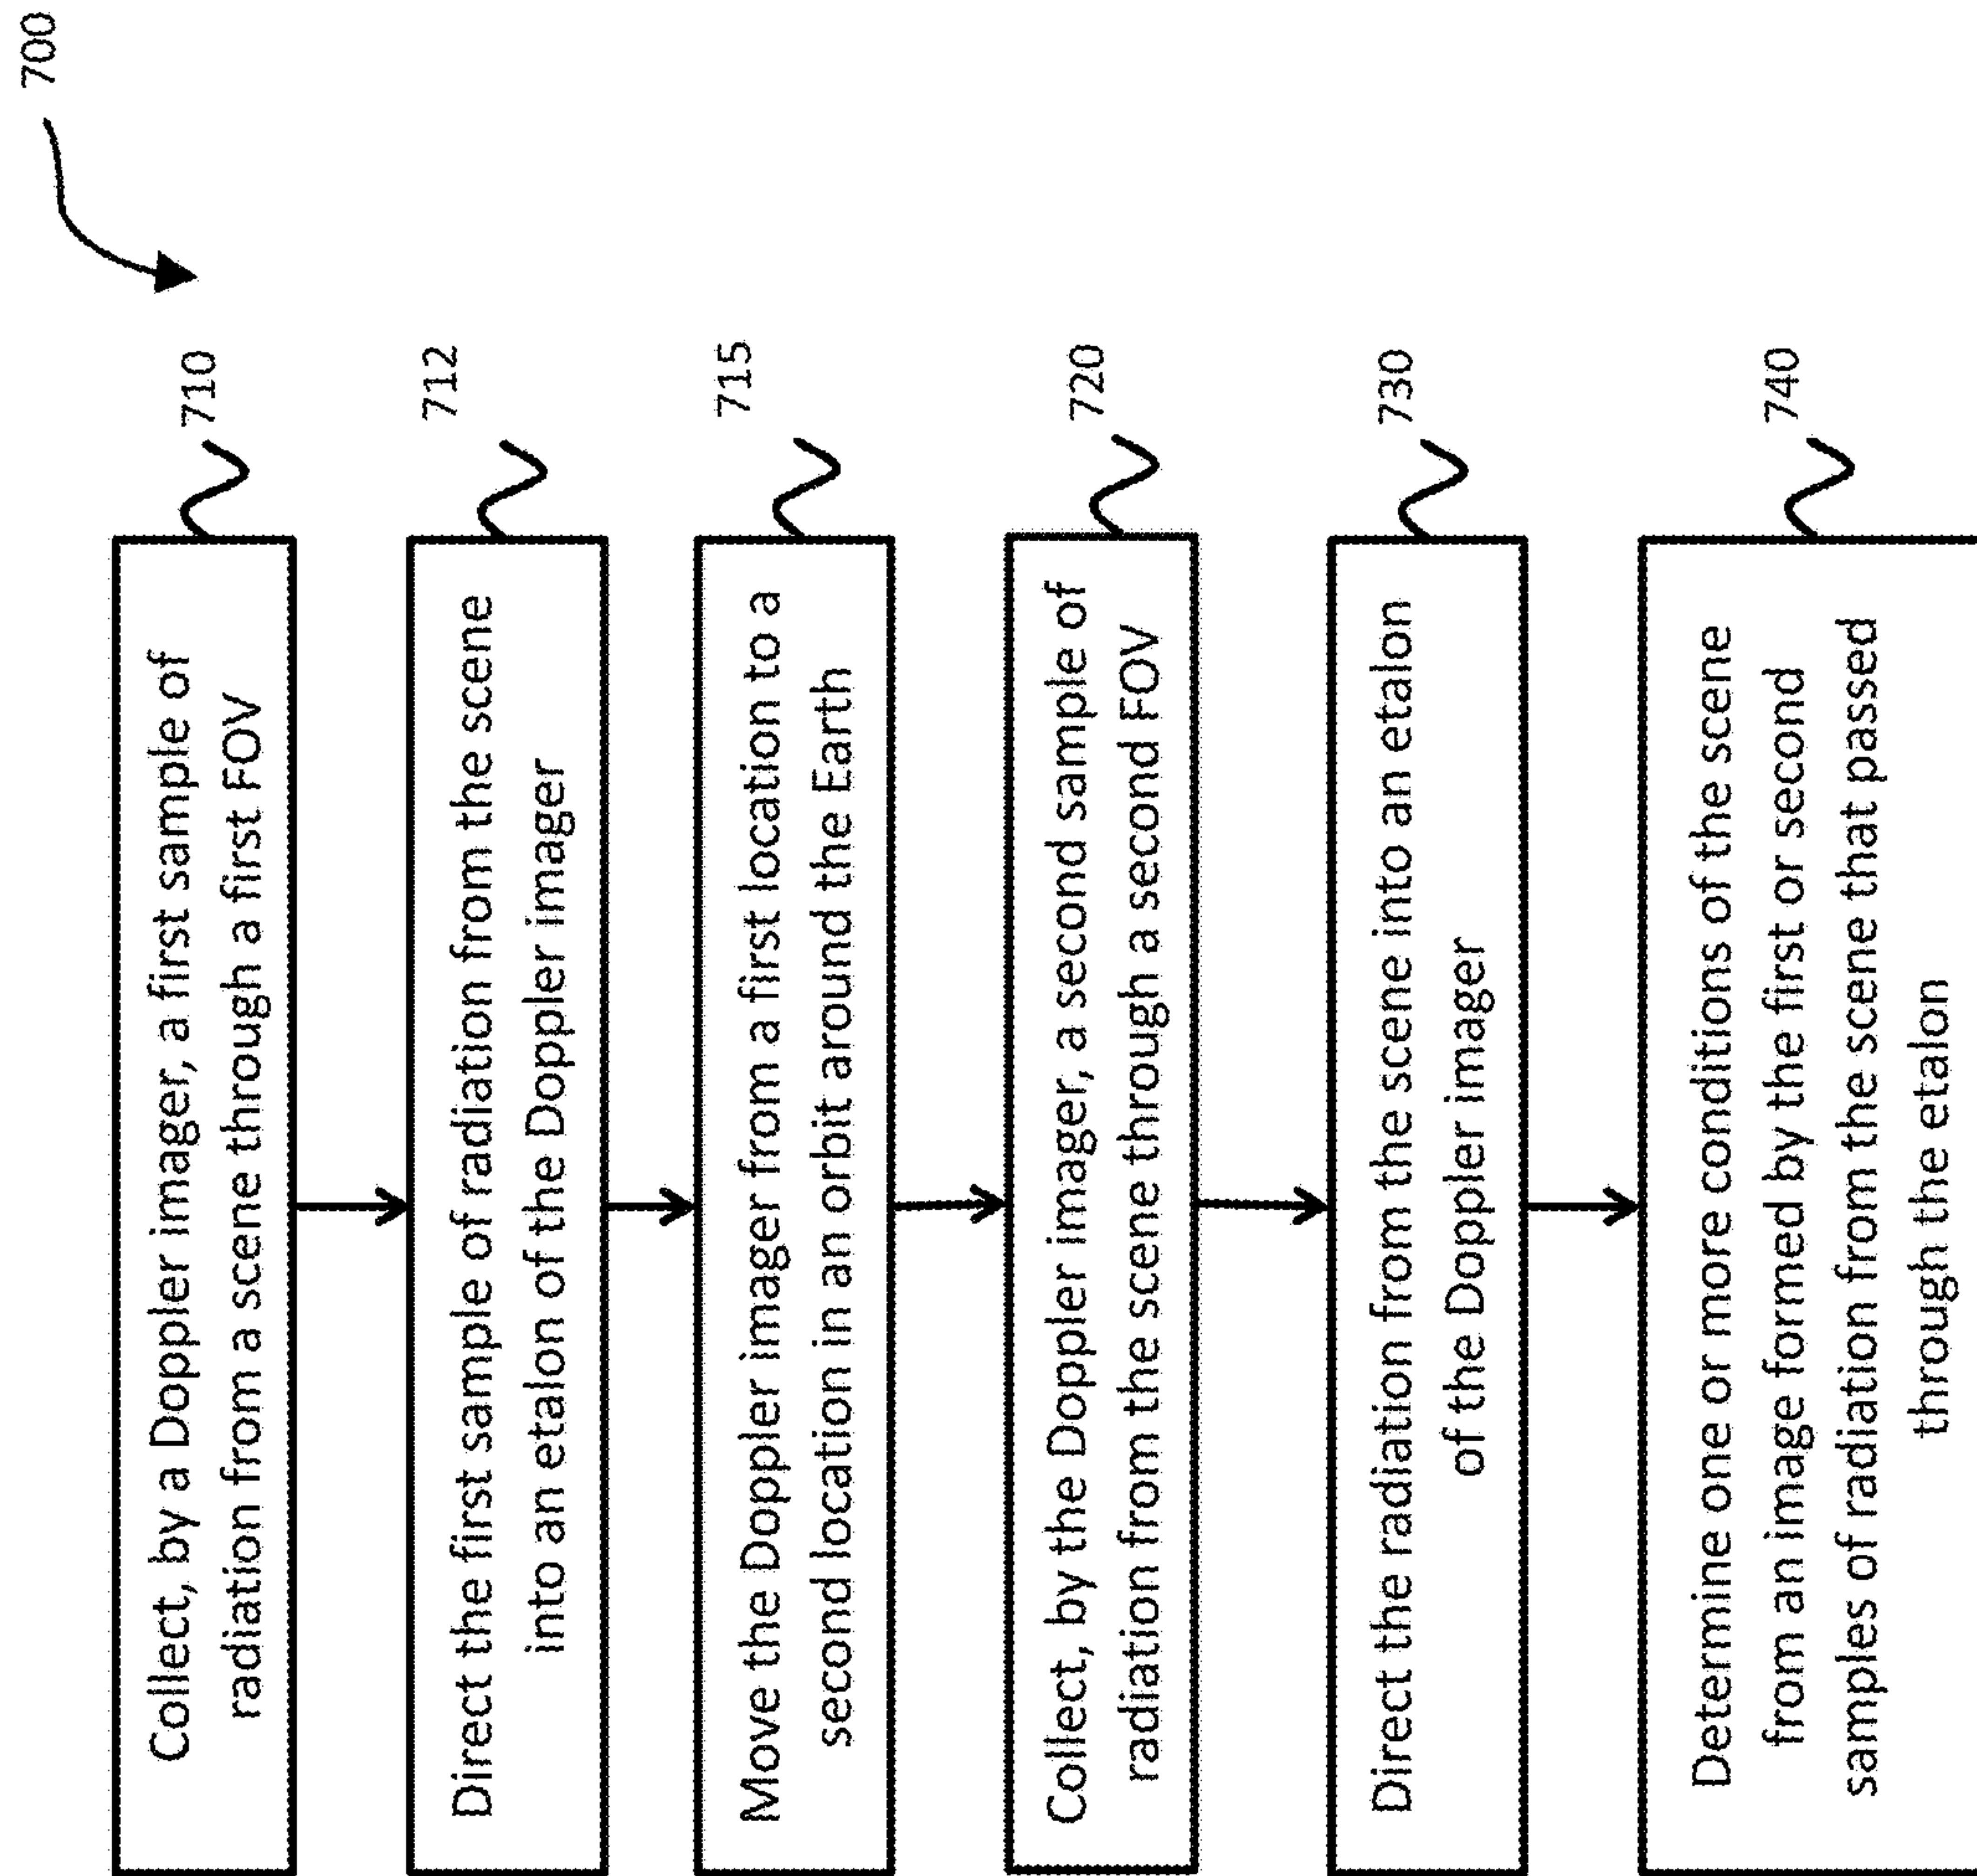 700
Collect, by a Doppler imager, a first sample of
radiation from a scene through a first FOV
710
Direct the first sample of radiation from the scene
into an etalon of the Doppler imager
712
Move the Doppler imager from a first location to a
second location in an orbit around the Earth
715
Collect, by the Doppler imager, a second sample of
radiation from the scene through a second FOV
720
Direct the radiation from the scene into an etalon
of the Doppler imager
730
Determine one or more conditions of the scene
from an image formed by the first or second
samples of radiation from the scene that passed
through the etalon
740